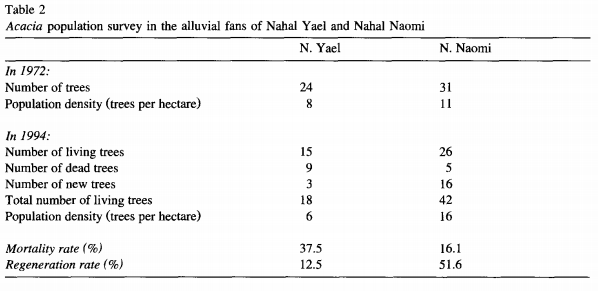 Table 2
Acacia population survey in the alluvial fans of Nahal Yael and Nahal Naomi
N. Yael N. Naomi
In 1972:
Number of trees 24 31
Population density (trees per hectare) 8 11
In 1994:
Number of living trees 15 26
Number of dead trees 9 5
Number of new trees 3 16
Total number of living trees 18 42
Population density (trees per hectare) 6 16
Mortality rate (%) 37.5 16.1
Regeneration rate (%) 12.5 51.6